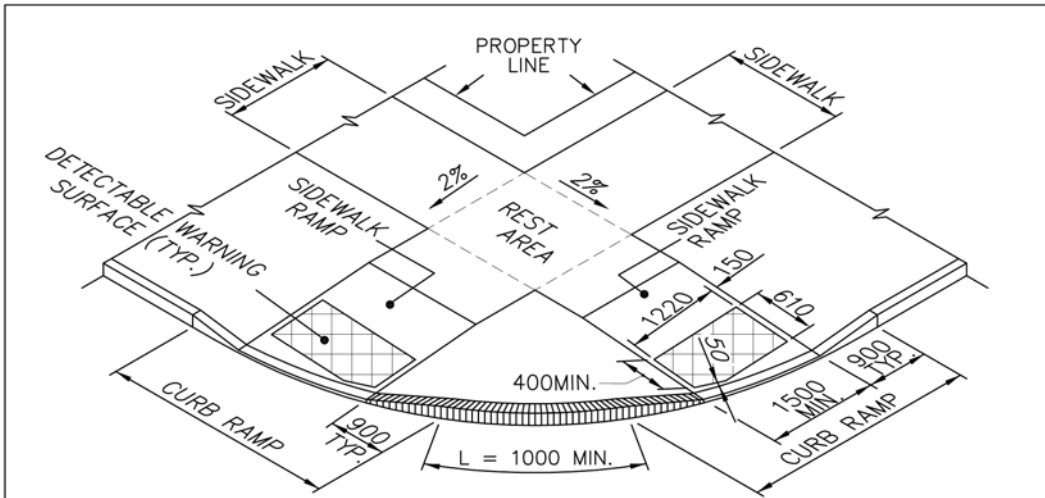 PROPERTY
LINE
SIDEWALK
SIDEWALK
DETECTABLE WARNING
SURFACE (TYP.)
SIDEWALK
RAMP
2%
2%
REST
AREA
SIDEWALK
RAMP
150
1220
610
50
400MIN.
900
TYP.
1500
MIN.
CURB RAMP
CURB RAMP
900
TYP.
L = 1000 MIN.